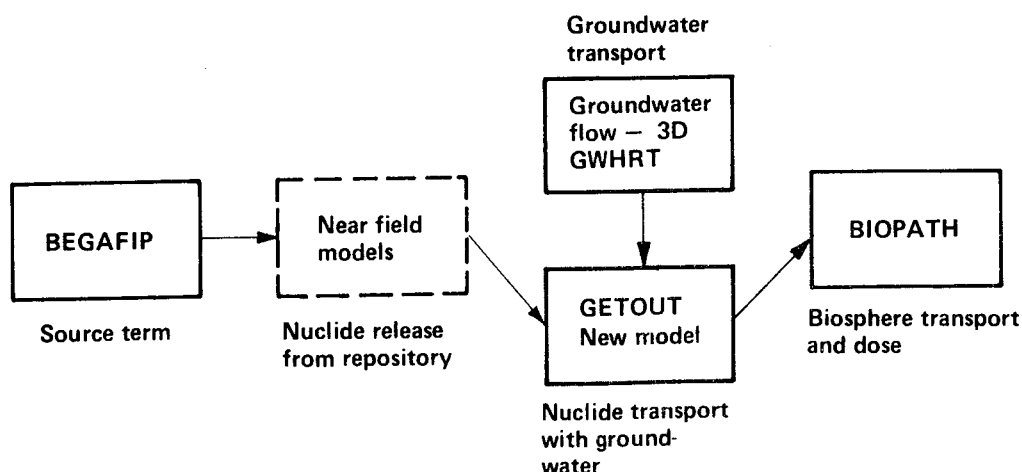 Groundwater
transport
Groundwater
flow — 3D
GWHRT
BEGAFIP
Source term
Near field
models
Nuclide release
from repository
GETOUT
New model
Nuclide transport
with ground-
water
BIOPATH
Biosphere transport
and dose